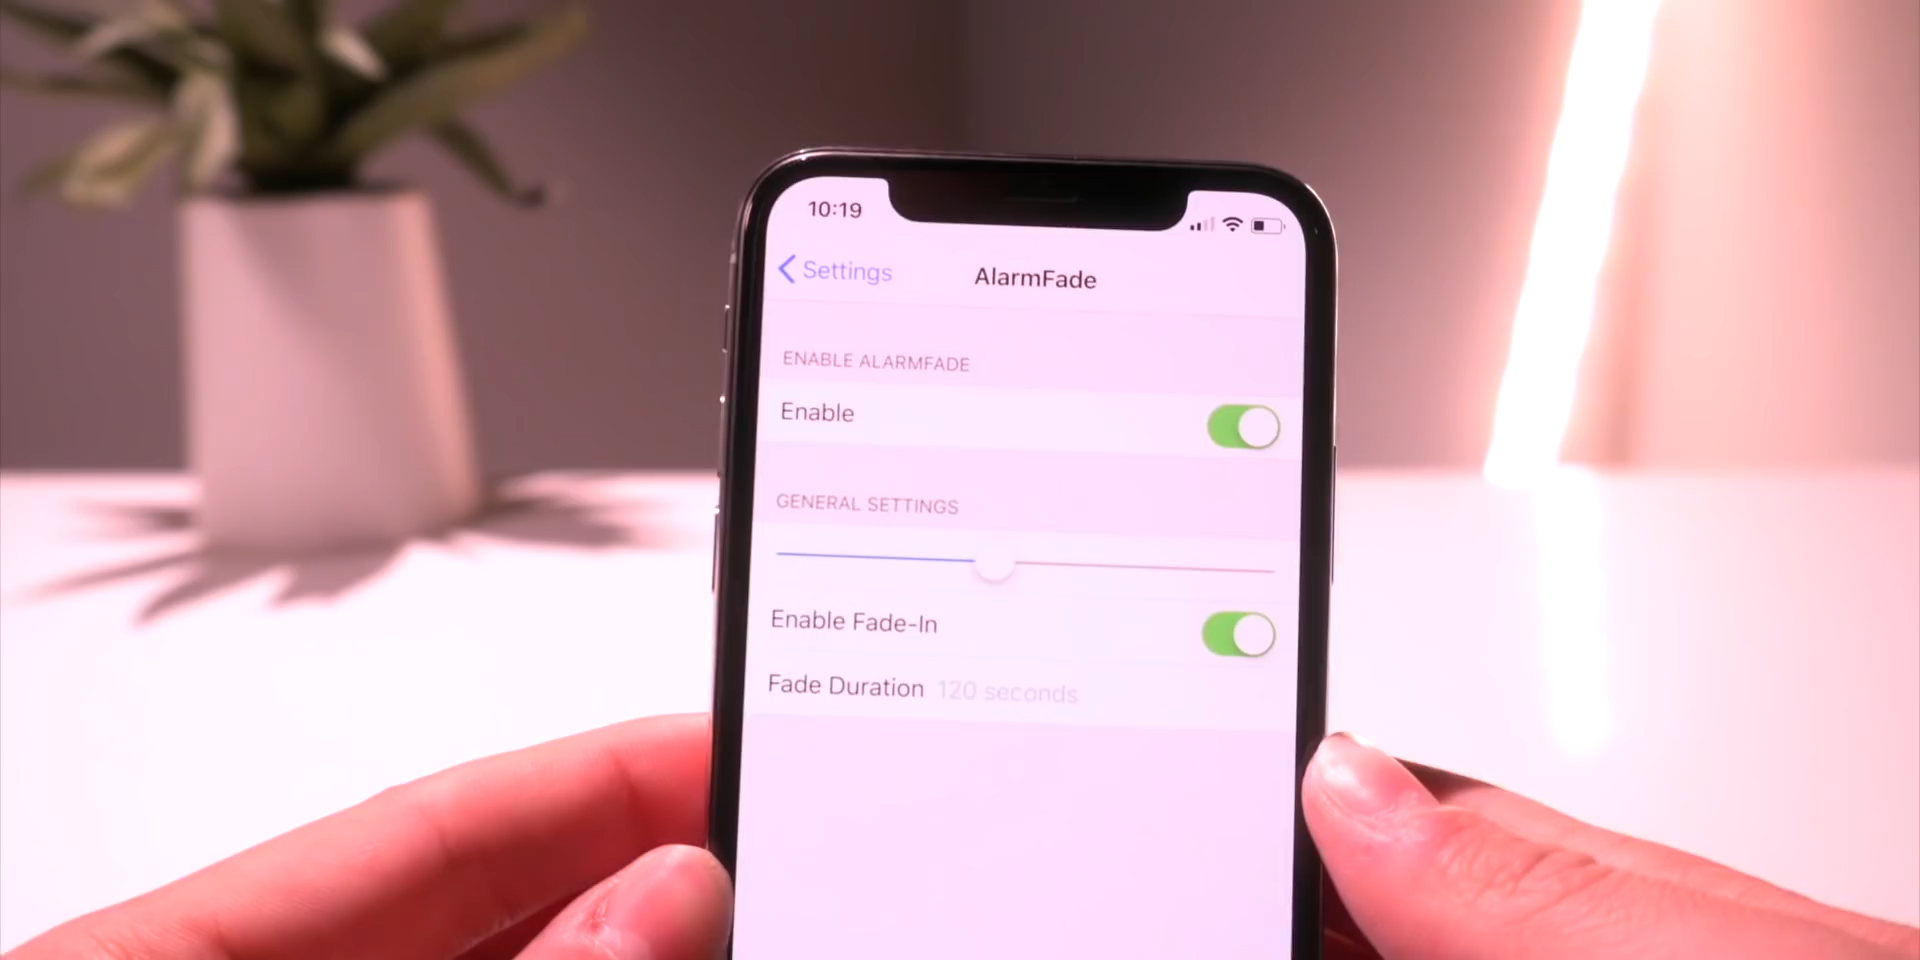 10:19
Settings
AlarmFade
ENABLE ALARMFADE
Enable
GENERAL SETTINGS
Enable Fade-In
Fade Duration 120 seconds